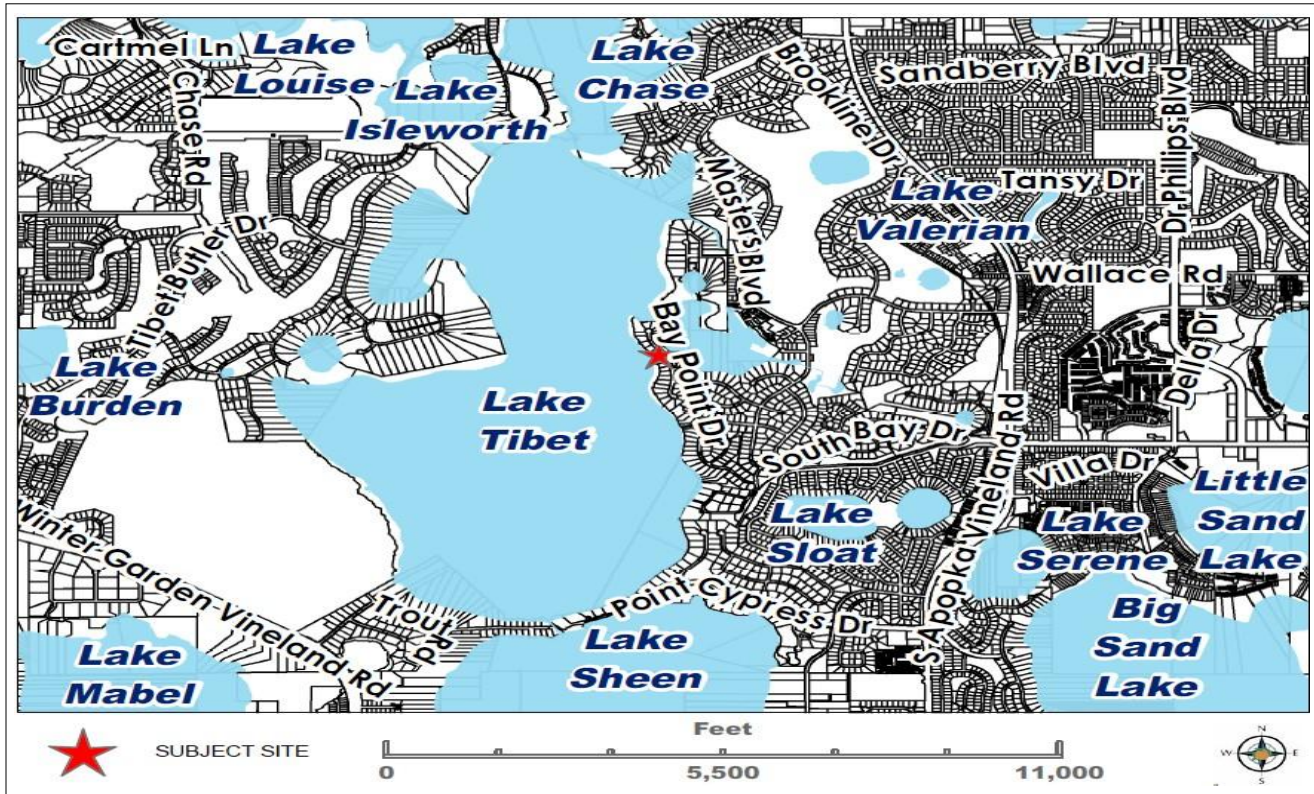 Cartmel Ln
Lake
Louise
Lake
Isleworth
Lake
Chase
Brookline Dr
Sandberry Blvd
Dr Phillips Blvd
Chase Rd
Masters Blvd
Lake
Valerian
Tansy Dr
Tibet Butler Dr
Wallace Rd
Bay Point Dr
Della Dr
Lake
Burden
Lake
Tibet
South Bay Dr
S Apopka Vineland Rd
Villa Dr
Little
Sand
Lake
Winter Garden Vineland Rd
Lake
Sloat
Lake
Serene
Trout Rd
Point Cypress Dr
Big
Sand
Lake
Lake
Mabel
Lake
Sheen
SUBJECT SITE
Feet
0
5,500
11,000
N
W
E
S